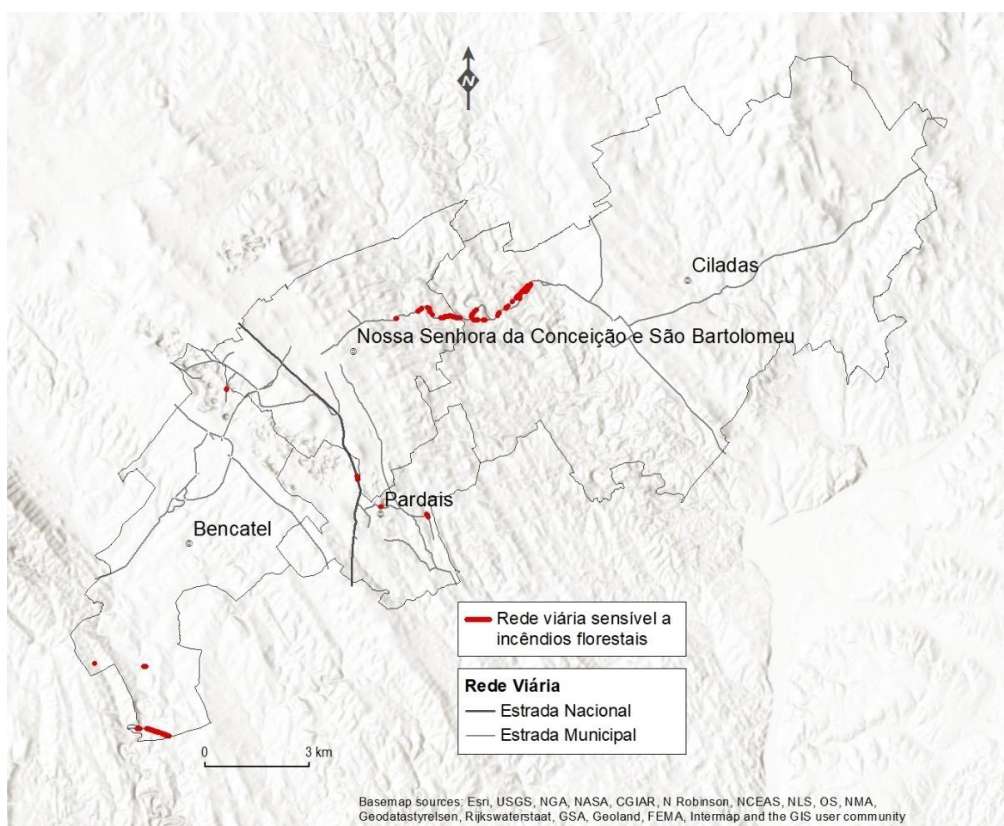 N
Ciladas
Nossa Senhora da Conceição e São Bartolomeu
Pardais
Bencatel
Rede viária sensível a
incêndios florestais
Rede Viária
Estrada Nacional
Estrada Municipal
0 3 km
Basemap sources: Esri, USGS, NGA, NASA, CGIAR, N Robinson, NCEAS, NLS, OS, NMA,
Geodatastyrelsen, Rijkswaterstaat, GSA, Geoland, FEMA, Intermap and the GIS user community